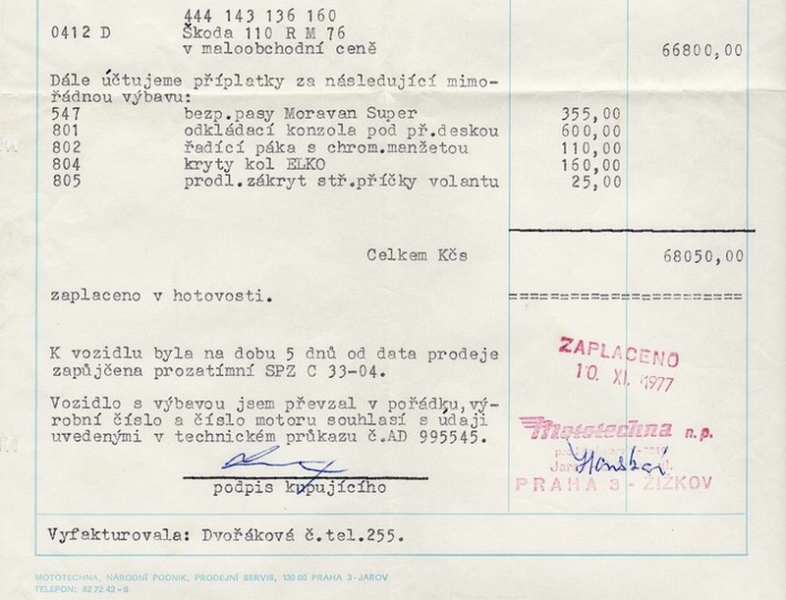 444 143 136 160
0412 D Škoda 110 R M 76
v maloobchodní ceně 66800,00
Dále účtujeme příplatky za následující mimo-
řádnou výbavu:
547 bezp.pasy Moravan Super 355,00
801 odkládací konzola pod př.deskou 600,00
802 řadící páka s chrom.manžetou 110,00
804 kryty kol ELKO 160,00
805 prodl.zákryt stř.příčky volantu 25,00
Celkem Kčs 68050,00
zaplaceno v hotovosti.
K vozidlu byla na dobu 5 dnů od data prodeje
zapůjčena prozatímní SPZ C 33-04.
ZAPLACENO
10. XI. 1977
Vozidlo s výbavou jsem převzal v pořádku,vý-
robní číslo a číslo motoru souhlasí s údaji
uvedenými v technickém průkazu č.AD 995545.
Mototechna n.p.
PRAHA 3 - ŽIŽKOV
podpis kupujícího
Vyfakturovala: Dvořáková č.tel.255.
MOTOTECHNA, NÁRODNÍ PODNIK, PRODEJNÍ SERVIS, 130 00 PRAHA 3-JAROV
TELEFON: 82 72 42-8